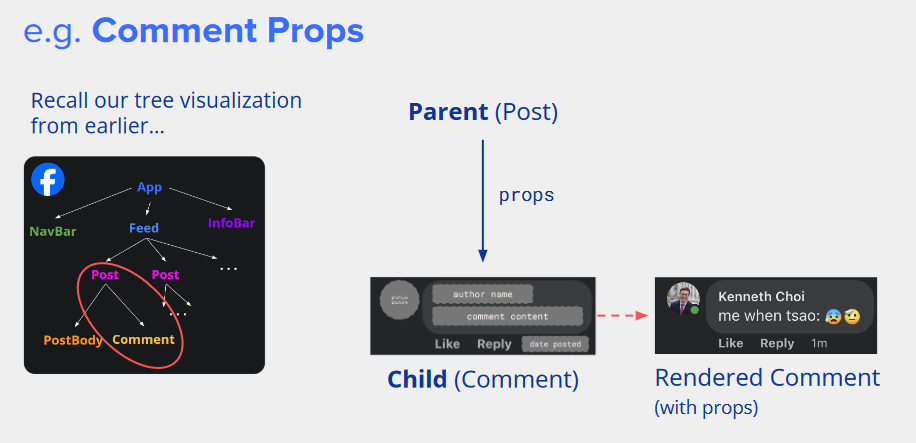 e.g. Comment Props
Recall our tree visualization
from earlier...
Parent (Post)
props
f
App
NavBar
Feed
InfoBar
Post
Post
...
...
PostBody
Comment
profile
picture
author name
comment content
Like Reply date posted
Child (Comment)
Kenneth Choi
me when tsao: 😰🤨
Like Reply 1m
Rendered Comment
(with props)